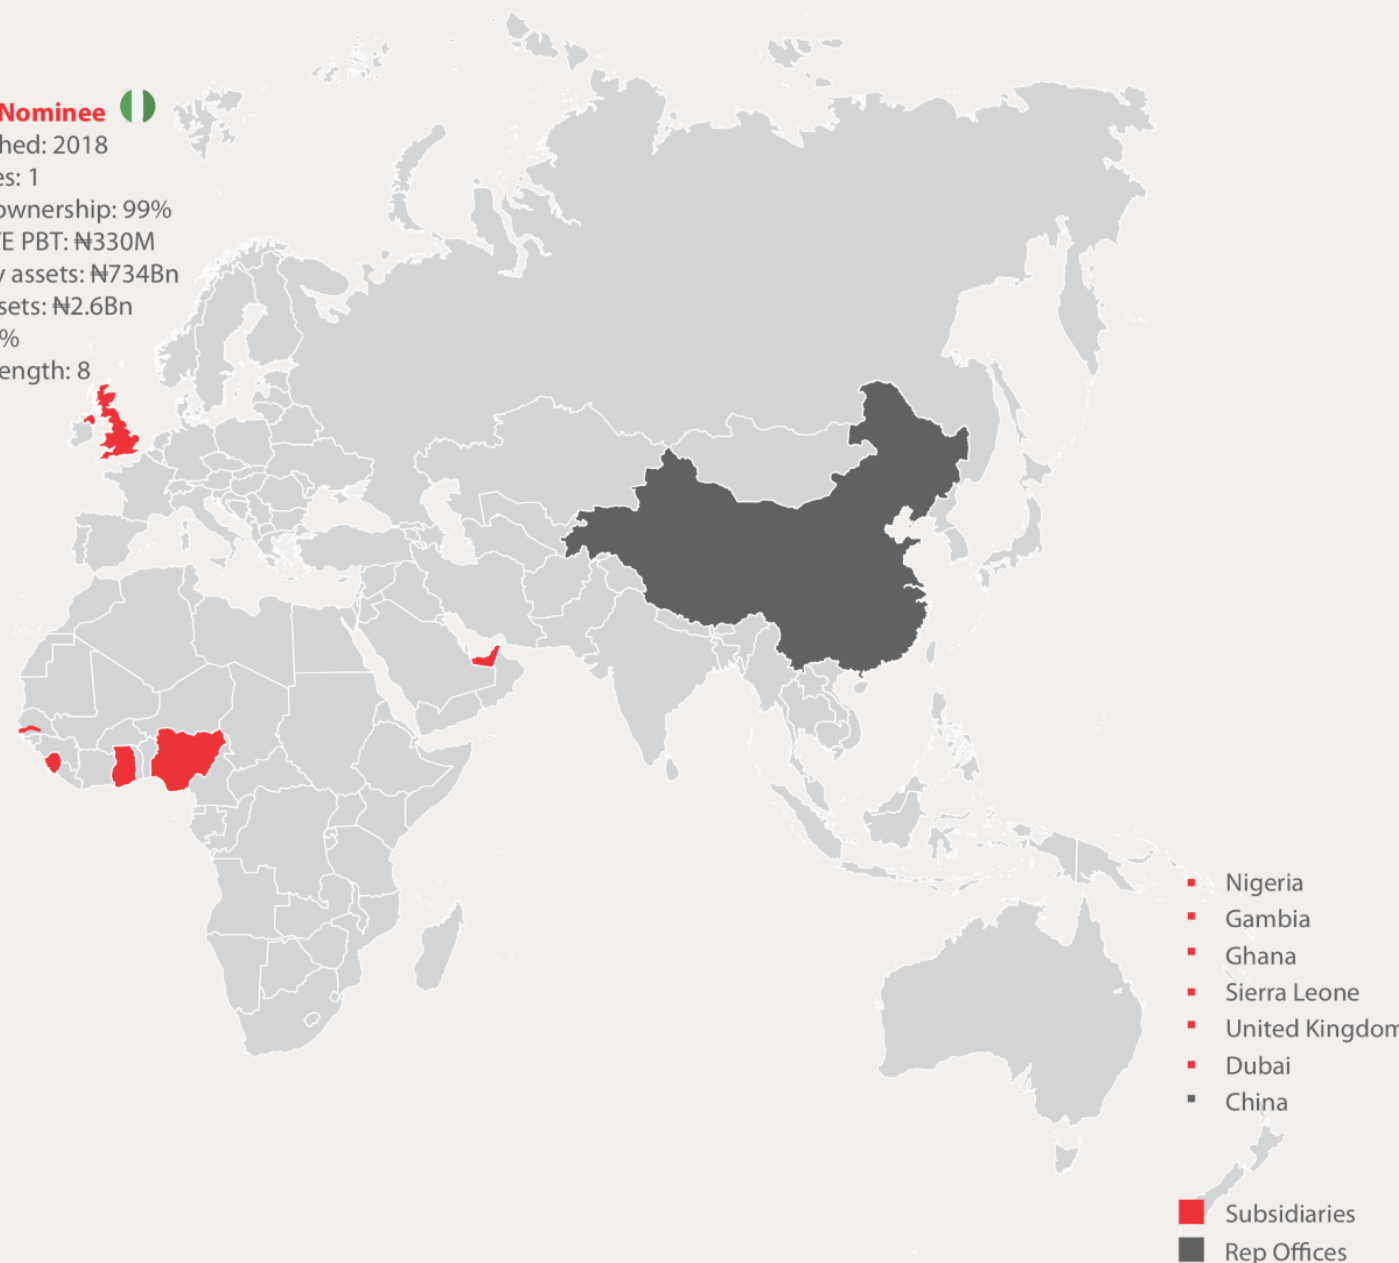 Nominee
hed: 2018
es: 1
ownership: 99%
E PBT: ₦330M
y assets: ₦734Bn
sets: ₦2.6Bn
%
ength: 8
Nigeria
Gambia
Ghana
Sierra Leone
United Kingdom
Dubai
China
Subsidiaries
Rep Offices